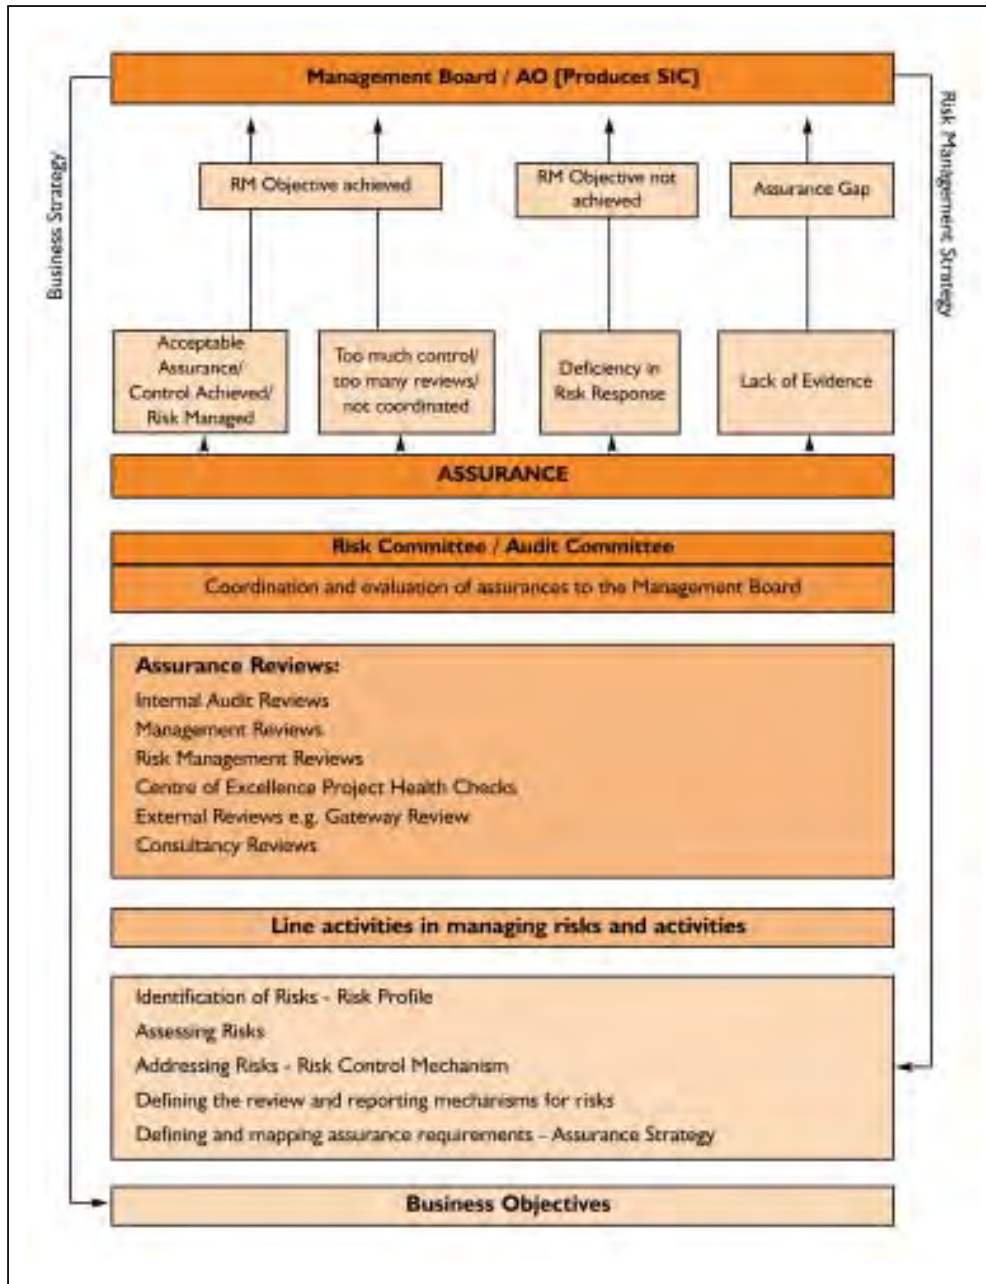 Management Board / AO [Produces SIC]
Business Strategy
Risk Management Strategy
RM Objective achieved
RM Objective not
achieved
Assurance Gap
Acceptable
Assurance/
Control Achieved/
Risk Managed
Too much control/
too many reviews/
not coordinated
Deficiency in
Risk Response
Lack of Evidence
ASSURANCE
Risk Committee / Audit Committee
Coordination and evaluation of assurances to the Management Board
Assurance Reviews:
Internal Audit Reviews
Management Reviews
Risk Management Reviews
Centre of Excellence Project Health Checks
External Reviews e.g. Gateway Review
Consultancy Reviews
Line activities in managing risks and activities
Identification of Risks - Risk Profile
Assessing Risks
Addressing Risks - Risk Control Mechanism
Defining the review and reporting mechanisms for risks
Defining and mapping assurance requirements – Assurance Strategy
Business Objectives